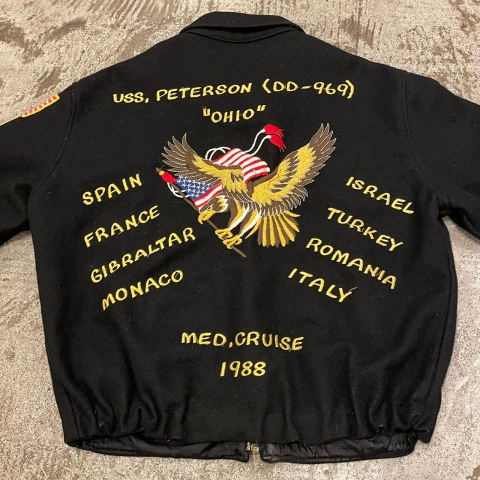 USS, PETERSON (DD-969)
"OHIO"
SPAIN
FRANCE
GIBRALTAR
MONACO
ISRAEL
TURKEY
ROMANIA
ITALY
MED, CRUISE
1988